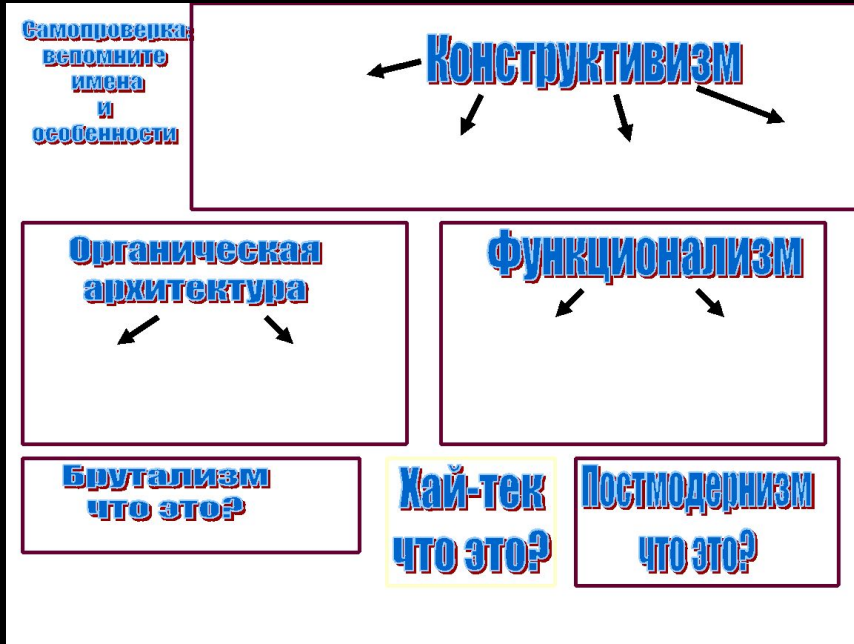 Самопроверка:
вспомните
имена
и
особенности
Конструктивизм
Органическая
архитектура
Функционализм
Брутализм
что это?
Хай-тек
что это?
Постмодернизм
что это?